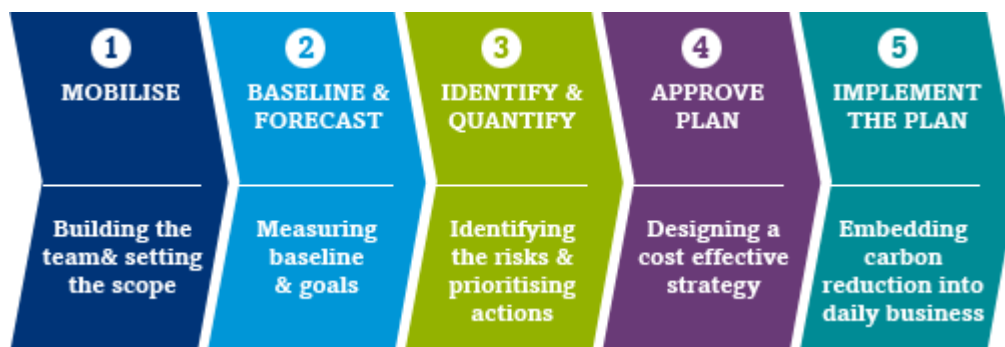 1
MOBILISE
Building the
team& setting
the scope
2
BASELINE &
FORECAST
Measuring
baseline
& goals
3
IDENTIFY &
QUANTIFY
Identifying
the risks &
prioritising
actions
4
APPROVE
PLAN
Designing a
cost effective
strategy
5
IMPLEMENT
THE PLAN
Embedding
carbon
reduction into
daily business